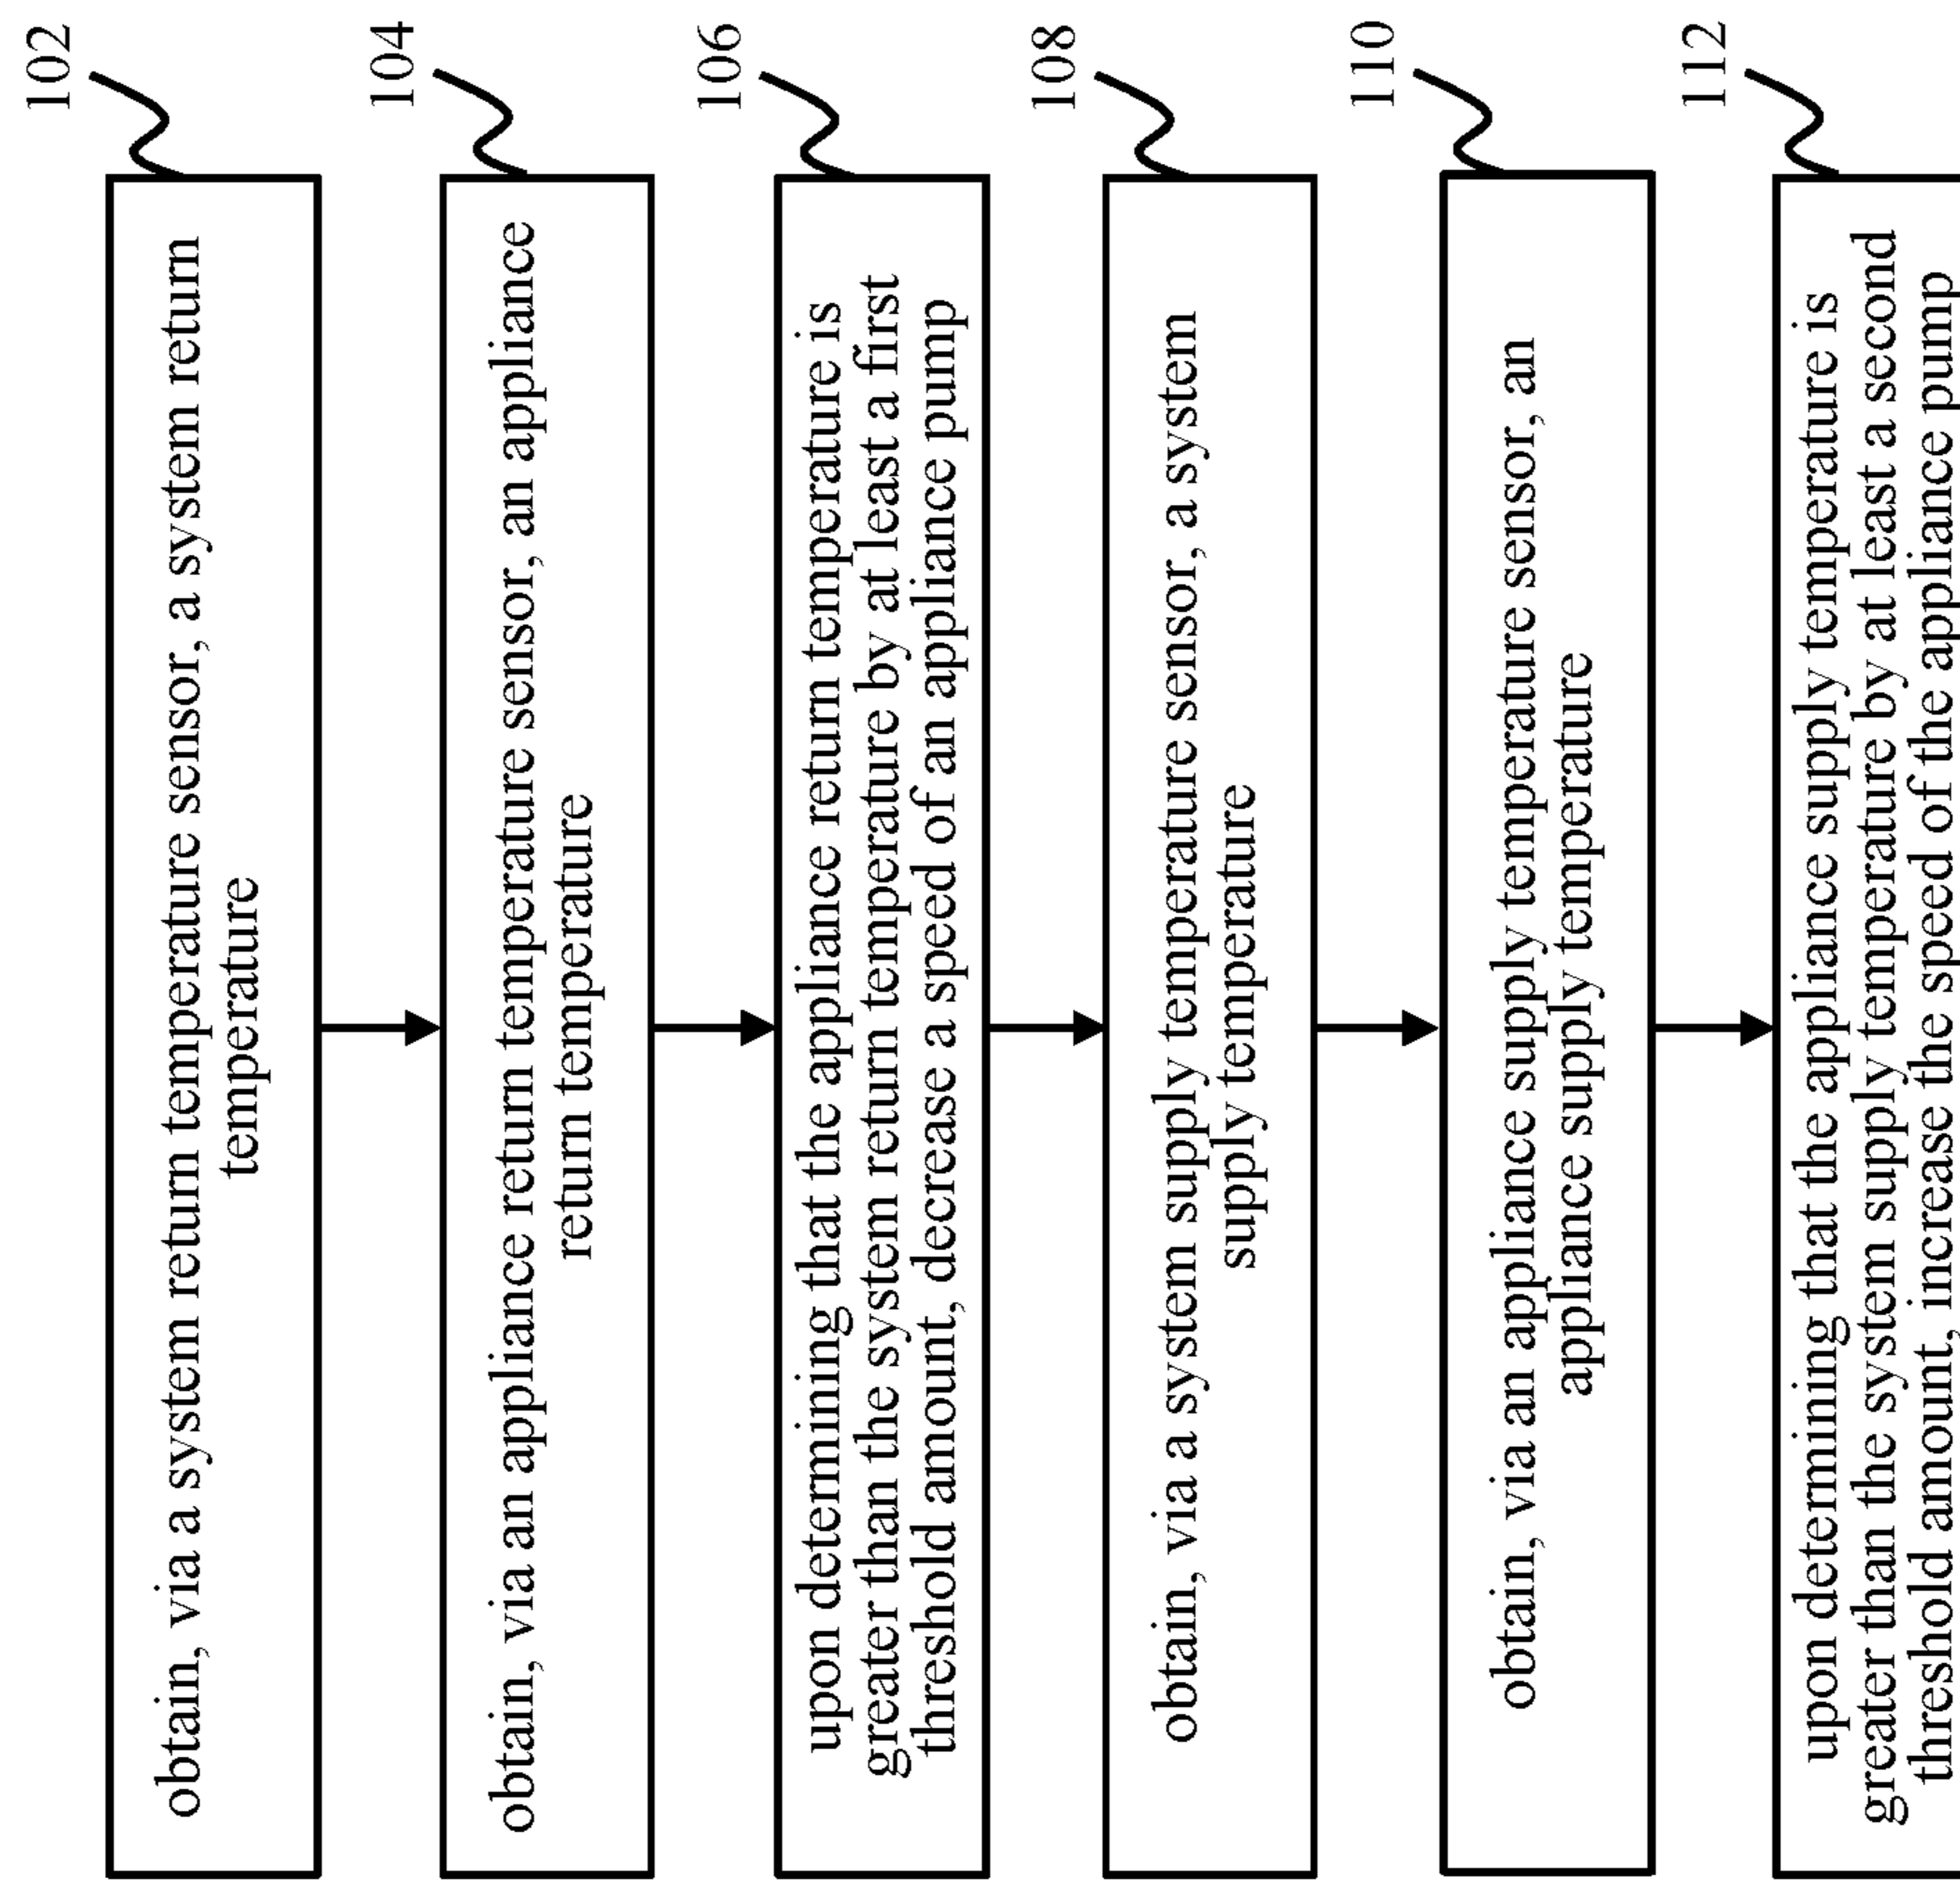 102
obtain, via a system return temperature sensor, a system return
temperature
104
obtain, via an appliance return temperature sensor, an appliance
return temperature
106
upon determining that the appliance return temperature is
greater than the system return temperature by at least a first
threshold amount, decrease a speed of an appliance pump
108
obtain, via a system supply temperature sensor, a system
supply temperature
110
obtain, via an appliance supply temperature sensor, an
appliance supply temperature
112
upon determining that the appliance supply temperature is
greater than the system supply temperature by at least a second
threshold amount, increase the speed of the appliance pump